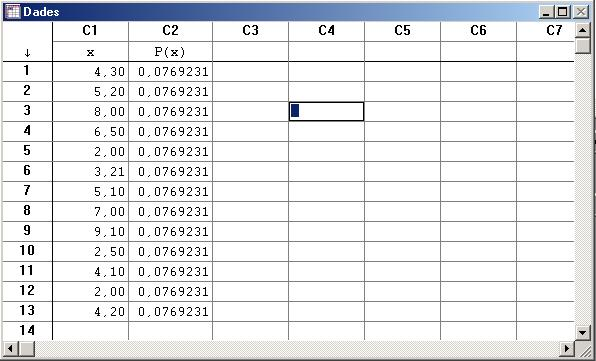 Dades
C1 C2 C3 C4 C5 C6 C7
↓ x P(x)
1 4,30 0,0769231
2 5,20 0,0769231
3 8,00 0,0769231
4 6,50 0,0769231
5 2,00 0,0769231
6 3,21 0,0769231
7 5,10 0,0769231
8 7,00 0,0769231
9 9,10 0,0769231
10 2,50 0,0769231
11 4,10 0,0769231
12 2,00 0,0769231
13 4,20 0,0769231
14